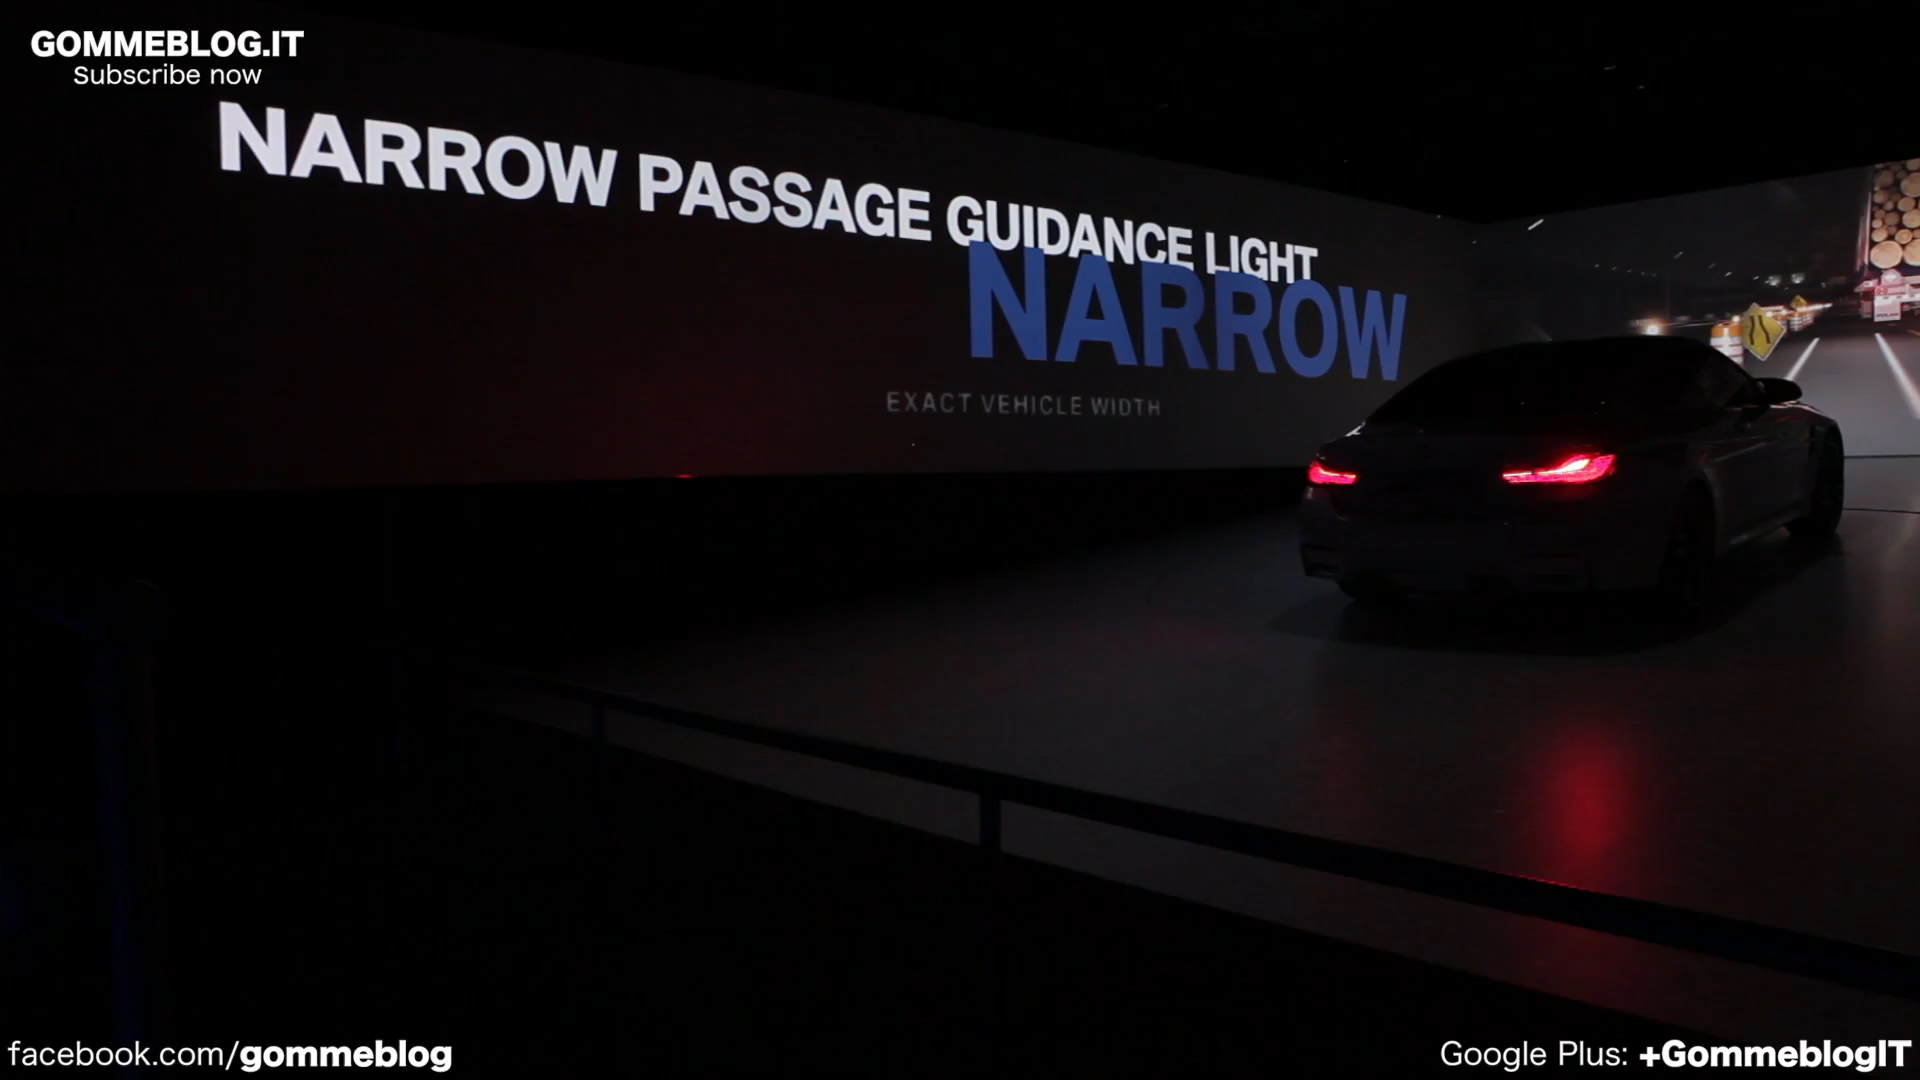 GOMMEBLOG.IT
Subscribe now
NARROW PASSAGE GUIDANCE LIGHT
NARROW
EXACT VEHICLE WIDTH
facebook.com/gommeblog
Google Plus: +GommeblogIT